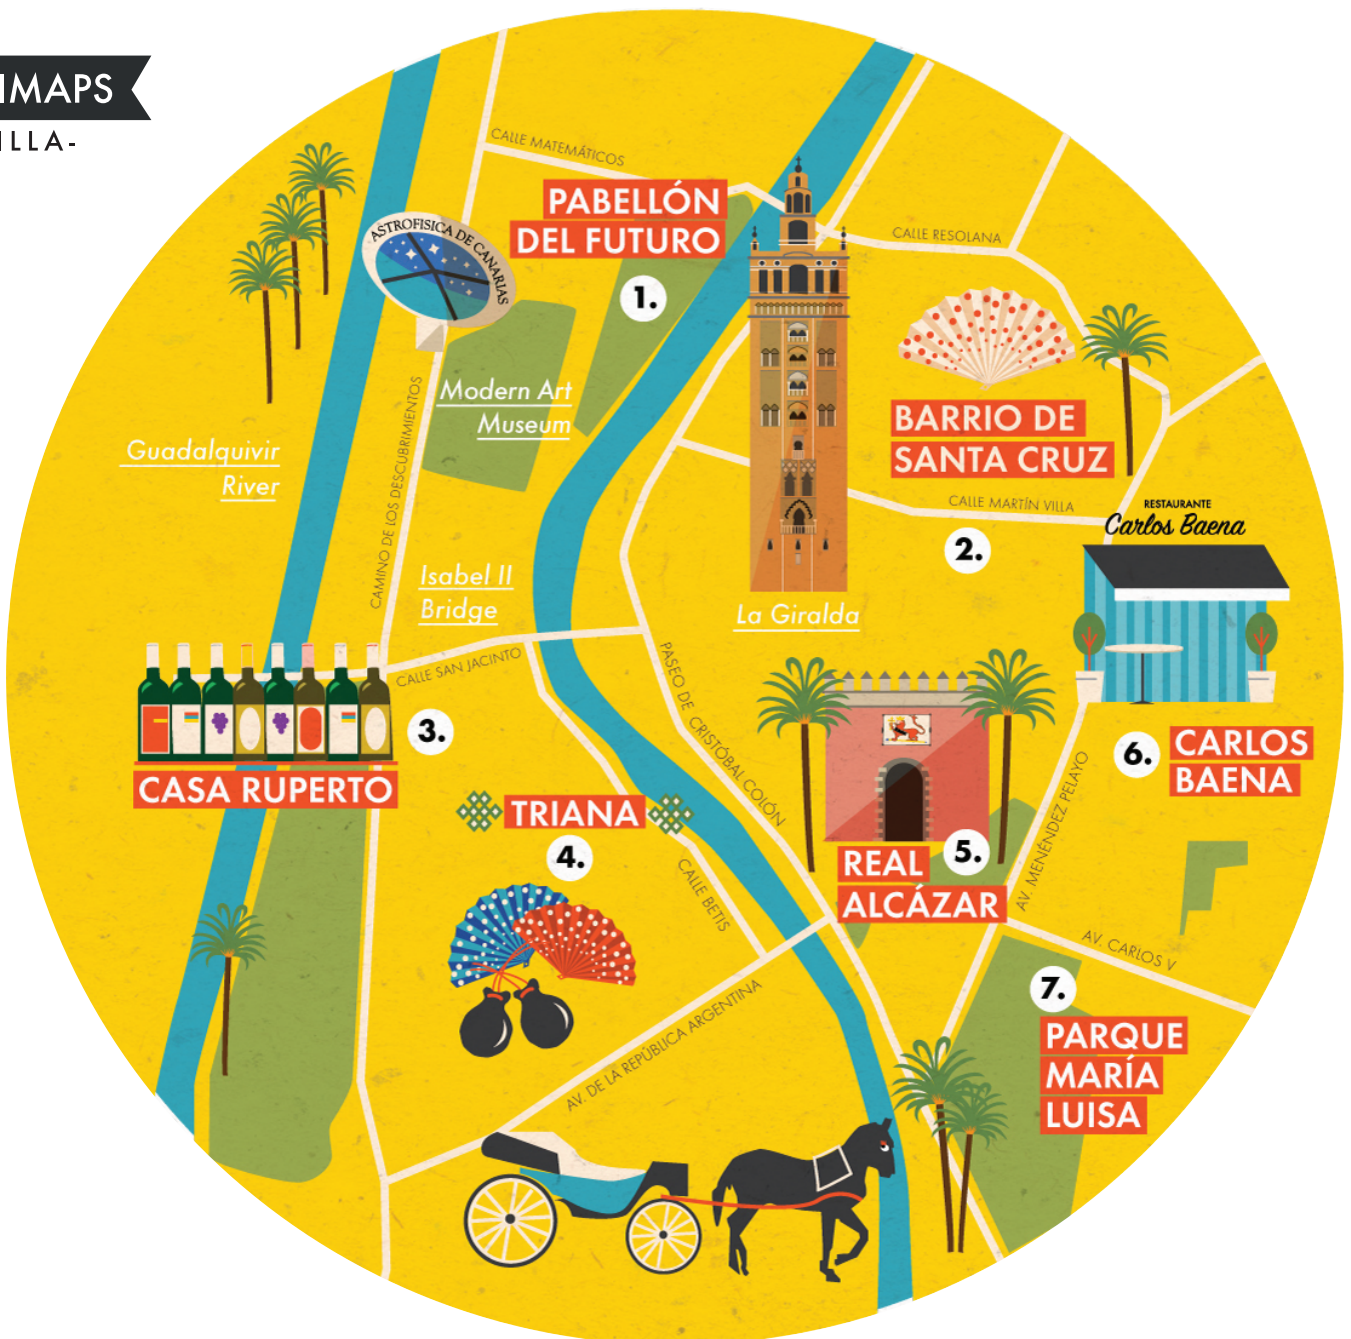 IMAPS
ILLA-
CALLE MATEMÁTICOS
PABELLÓN
DEL FUTURO
1.
ASTROFISICA DE CANARIAS
CALLE RESOLANA
Modern Art
Museum
BARRIO DE
SANTA CRUZ
Guadalquivir
River
CAMINO DE LOS DESCUBRIMIENTOS
CALLE MARTÍN VILLA
2.
RESTAURANTE
Carlos Baena
Isabel II
Bridge
La Giralda
CALLE SAN JACINTO
PASEO DE CRISTÓBAL COLÓN
3.
CASA RUPERTO
6.
CARLOS
BAENA
TRIANA
4.
AV. MENÉNDEZ PELAYO
REAL
ALCÁZAR
5.
CALLE BETIS
AV. CARLOS V
7.
PARQUE
MARÍA
LUISA
AV. DE LA REPÚBLICA ARGENTINA